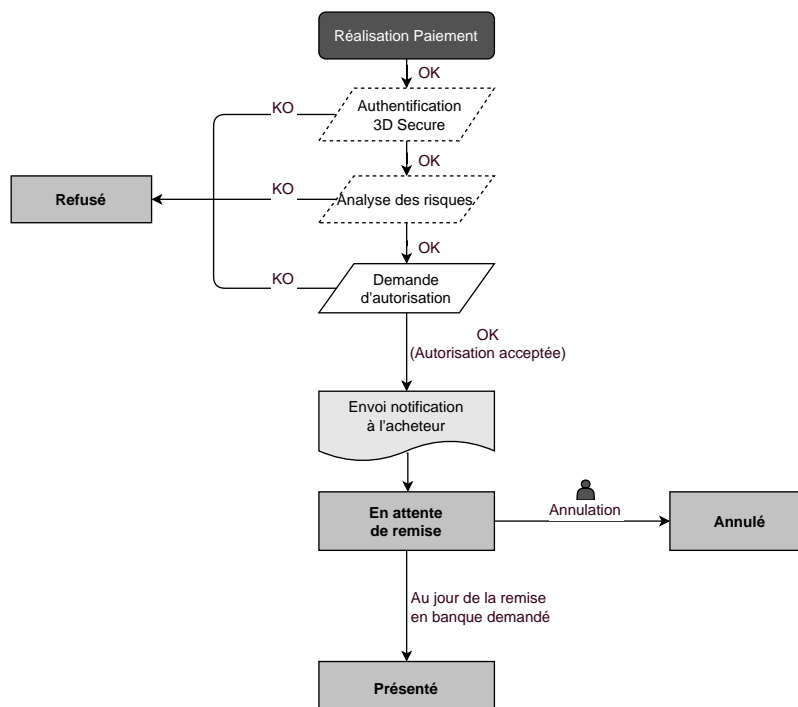 Réalisation Paiement
OK
KO
Authentification
3D Secure
OK
Refusé
KO
Analyse des risques
OK
KO
Demande
d'autorisation
OK
(Autorisation acceptée)
Envoi notification
à l'acheteur
En attente
de remise
Annulation
Annulé
Au jour de la remise
en banque demandé
Présenté